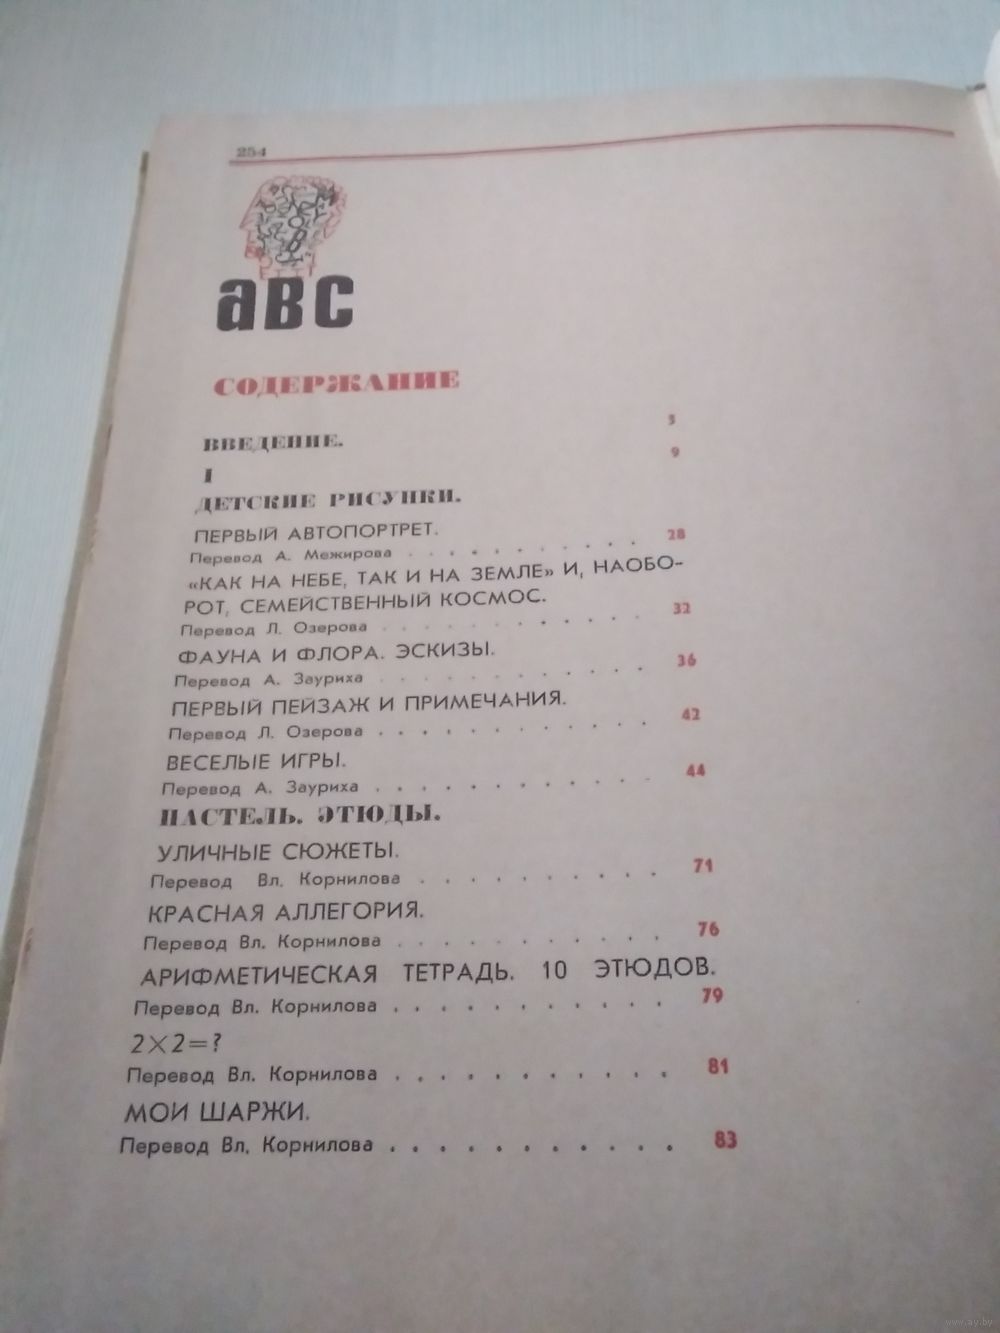 254
авс
СОДЕРЖАНИЕ
ВВЕДЕНИЕ. 5
I 9
ДЕТСКИЕ РИСУНКИ.
ПЕРВЫЙ АВТОПОРТРЕТ.
Перевод А. Межирова . . . . . . . . . . 28
«КАК НА НЕБЕ, ТАК И НА ЗЕМЛЕ» И, НАОБО-
РОТ, СЕМЕЙСТВЕННЫЙ КОСМОС.
Перевод Л. Озерова . . . . . . . . . . 32
ФАУНА И ФЛОРА. ЭСКИЗЫ.
Перевод А. Зауриха . . . . . . . . . . 36
ПЕРВЫЙ ПЕЙЗАЖ И ПРИМЕЧАНИЯ.
Перевод Л. Озерова . . . . . . . . . . 42
ВЕСЕЛЫЕ ИГРЫ.
Перевод А. Зауриха . . . . . . . . . . 44
ПАСТЕЛЬ. ЭТЮДЫ.
УЛИЧНЫЕ СЮЖЕТЫ.
Перевод Вл. Корнилова . . . . . . . . . 71
КРАСНАЯ АЛЛЕГОРИЯ.
Перевод Вл. Корнилова . . . . . . . . . . 76
АРИФМЕТИЧЕСКАЯ ТЕТРАДЬ. 10 ЭТЮДОВ.
Перевод Вл. Корнилова . . . . . . . . . . . 79
2×2=?
Перевод Вл. Корнилова . . . . . . . . . . . 81
МОИ ШАРЖИ.
Перевод Вл. Корнилова . . . . . . . . . . . 83
www.ay.by